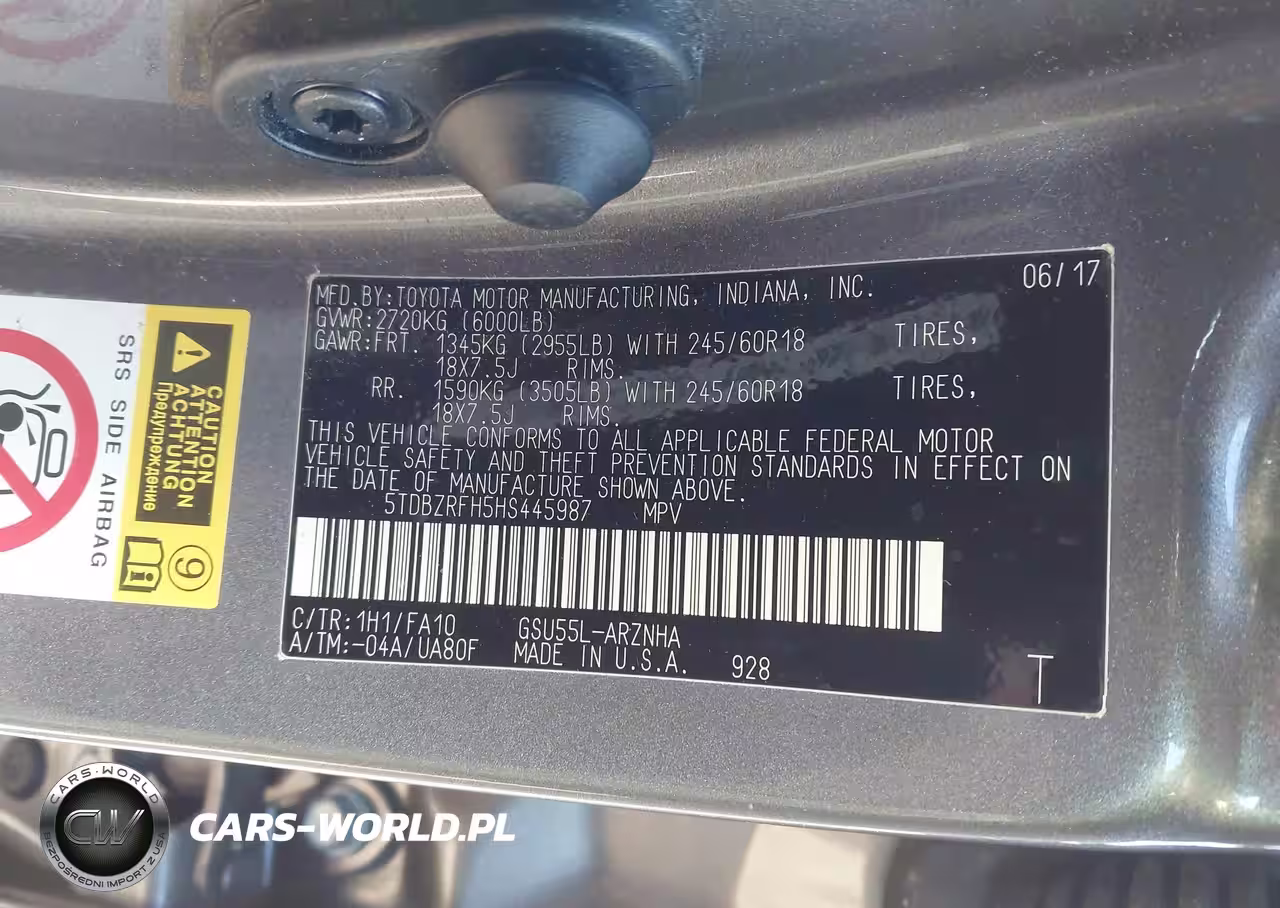 MFD.BY:TOYOTA MOTOR MANUFACTURING, INDIANA, INC. 06/17
GVWR:2720KG (6000LB)
GAWR:FRT. 1345KG (2955LB) WITH 245/60R18 TIRES,
18X7.5J RIMS.
RR. 1590KG (3505LB) WITH 245/60R18 TIRES,
18X7.5J RIMS.
THIS VEHICLE CONFORMS TO ALL APPLICABLE FEDERAL MOTOR
VEHICLE SAFETY AND THEFT PREVENTION STANDARDS IN EFFECT ON
THE DATE OF MANUFACTURE SHOWN ABOVE.
5TDBZRFH5HS445987 MPV
C/TR:1H1/FA10 GSU55L-ARZNHA
A/TM:-04A/UA80F MADE IN U.S.A. 928 T
CAUTION
ATTENTION
ACHTUNG
Предупреждение
SRS SIDE AIRBAG
9
CARS-WORLD
CW
BEZPOŚREDNI IMPORT Z USA
CARS-WORLD.PL